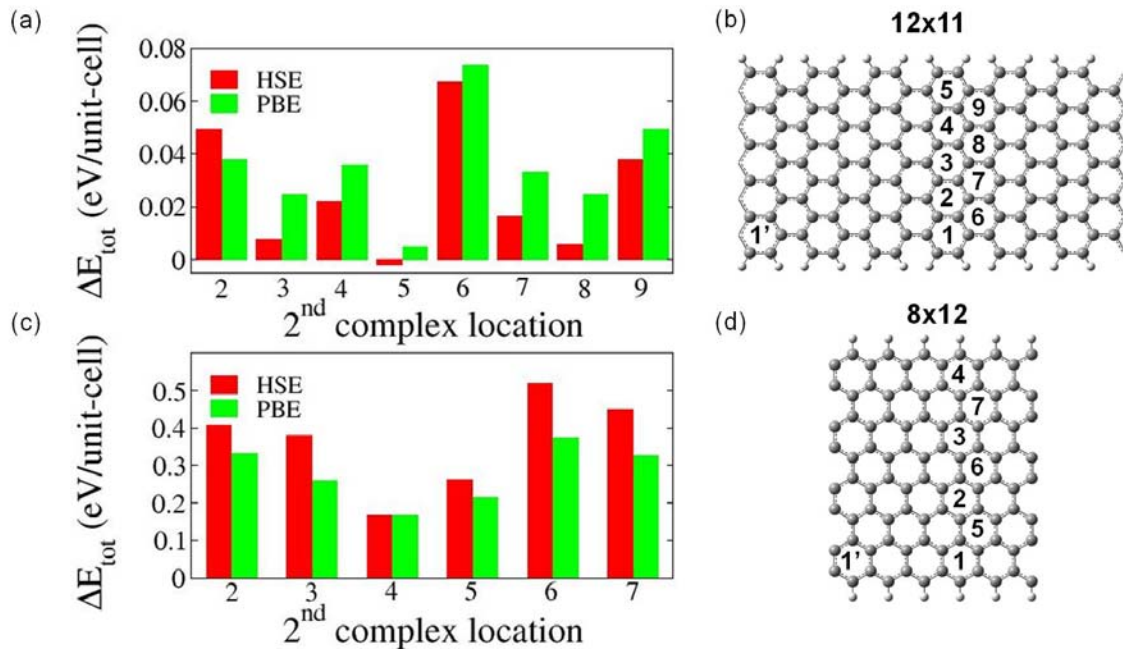 (a)
0.08
0.06
0.04
0.02
0
ΔE_tot (eV/unit-cell)
HSE
PBE
2 3 4 5 6 7 8 9
2nd complex location
(b)
12x11
5
9
4
8
3
7
2
6
1' 1
(c)
0.5
0.4
0.3
0.2
0.1
0
ΔE_tot (eV/unit-cell)
HSE
PBE
2 3 4 5 6 7
2nd complex location
(d)
8x12
4
7
3
6
2
5
1' 1